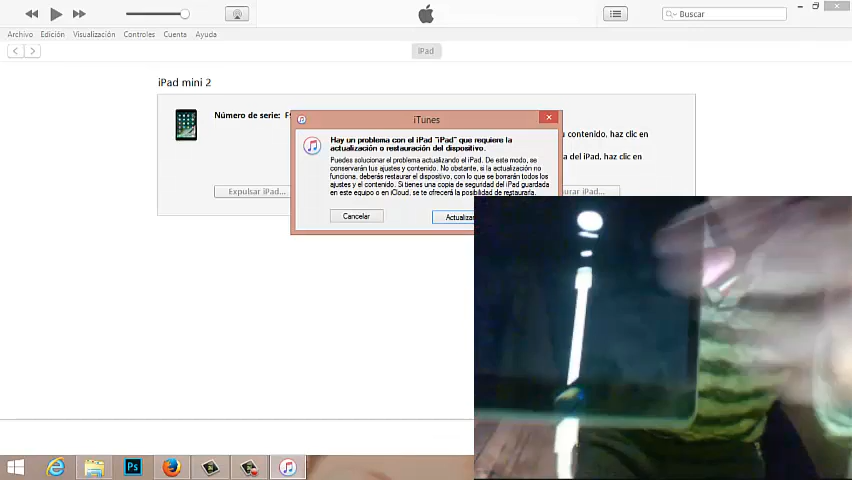 Buscar
Archivo Edición Visualización Controles Cuenta Ayuda
iPad
iPad mini 2
Número de serie:
iTunes
Hay un problema con el iPad "iPad" que requiere la
actualización o restauración del dispositivo.
Puedes solucionar el problema actualizando el iPad. De este modo, se
conservarán tus ajustes y contenido. No obstante, si la actualización no
funciona, deberás restaurar el dispositivo, con lo que se borrarán todos los
ajustes y el contenido. Si tienes una copia de seguridad del iPad guardada
en este equipo o en iCloud, se te ofrecerá la posibilidad de restaurarla.
u contenido, haz clic en
a del iPad, haz clic en
Expulsar iPad...
urar iPad...
Cancelar
Actualizar
Ps